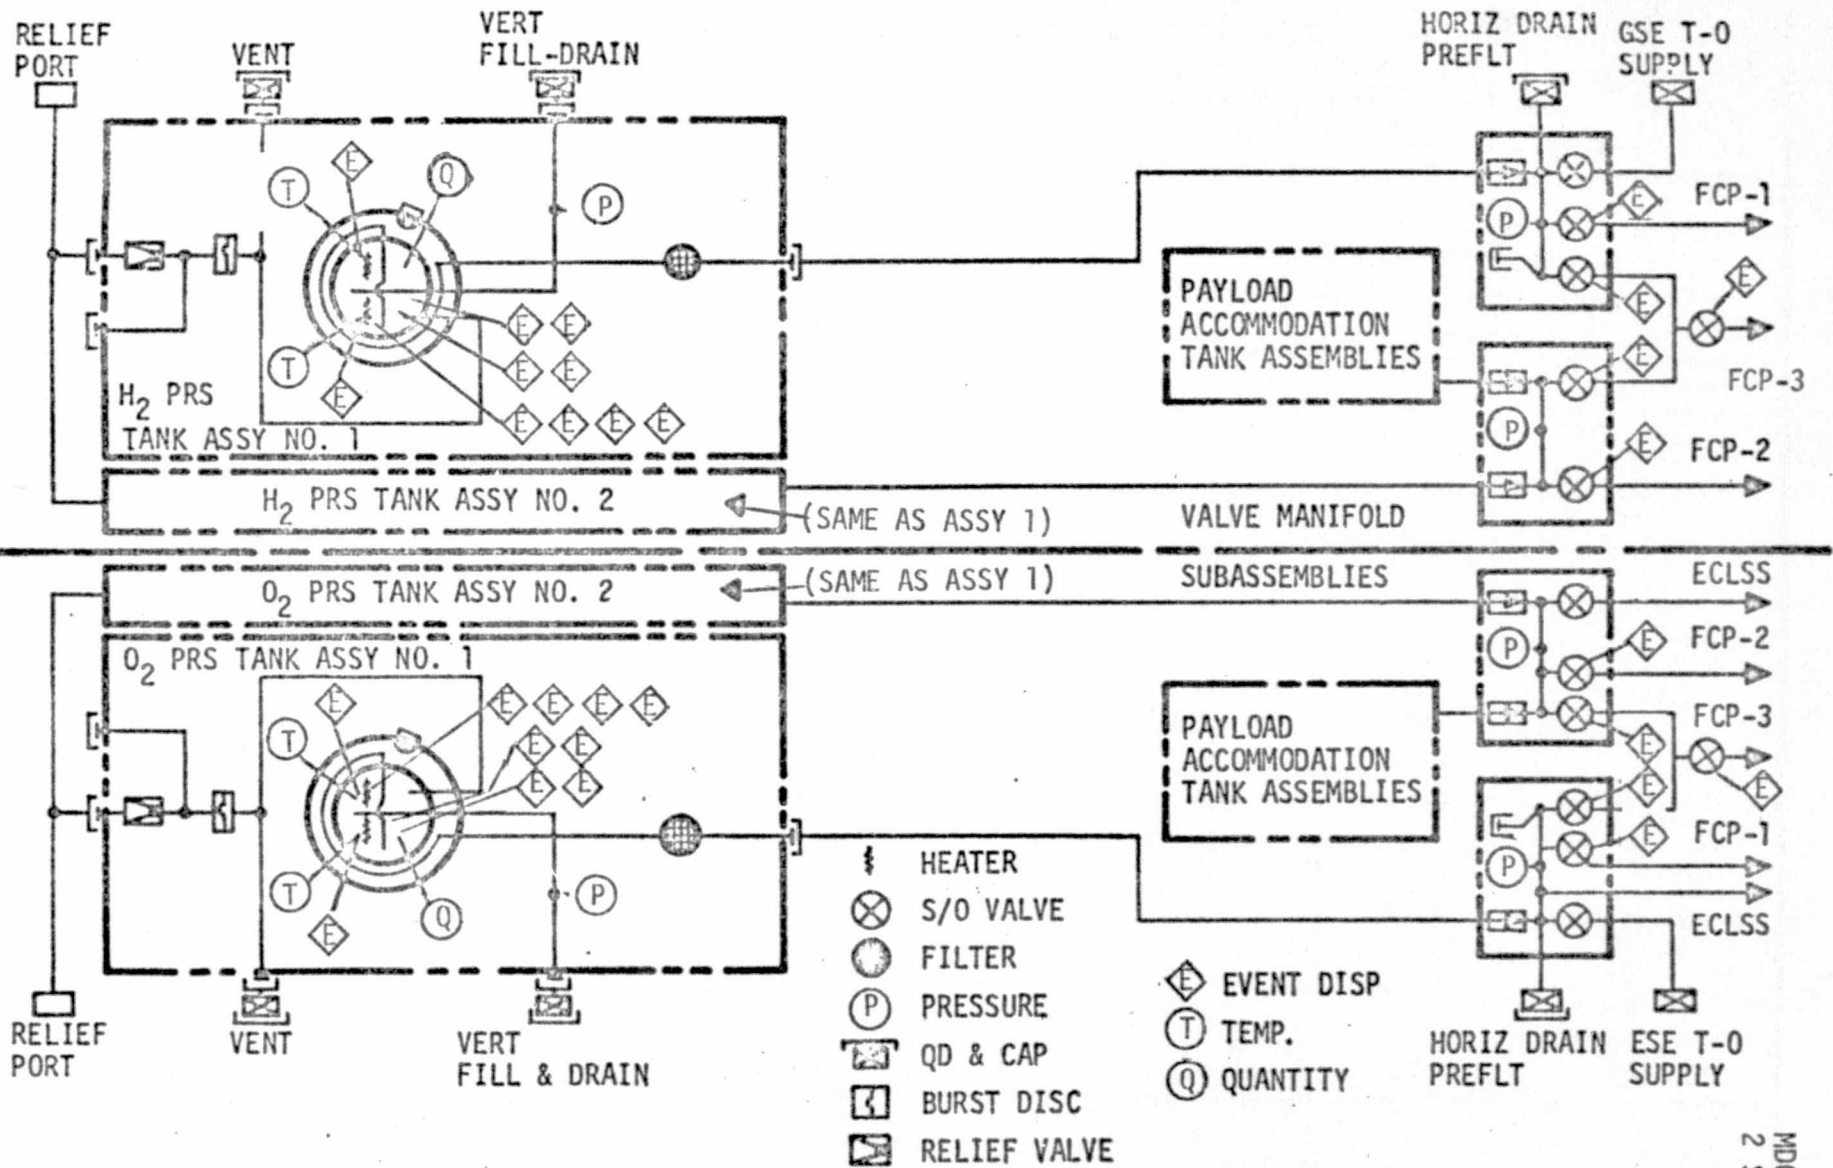 RELIEF
PORT
VENT
VERT
FILL-DRAIN
HORIZ DRAIN
PREFLT
GSE T-0
SUPPLY
E
T
Q
P
E
P
FCP-1
E
E
PAYLOAD
ACCOMMODATION
TANK ASSEMBLIES
E E
T
E E
E
E E E E
E
FCP-3
P
E
FCP-2
H2 PRS
TANK ASSY NO. 1
H2 PRS TANK ASSY NO. 2
(SAME AS ASSY 1)
VALVE MANIFOLD
SUBASSEMBLIES
O2 PRS TANK ASSY NO. 2
(SAME AS ASSY 1)
ECLSS
O2 PRS TANK ASSY NO. 1
P
E
FCP-2
E
E E E E
T
E E
E E
PAYLOAD
ACCOMMODATION
TANK ASSEMBLIES
FCP-3
E
E
E
T
E
Q
P
P
E
FCP-1
ECLSS
HEATER
S/O VALVE
FILTER
P PRESSURE
QD & CAP
BURST DISC
RELIEF VALVE
E EVENT DISP
T TEMP.
Q QUANTITY
RELIEF
PORT
VENT
VERT
FILL & DRAIN
HORIZ DRAIN
PREFLT
ESE T-0
SUPPLY